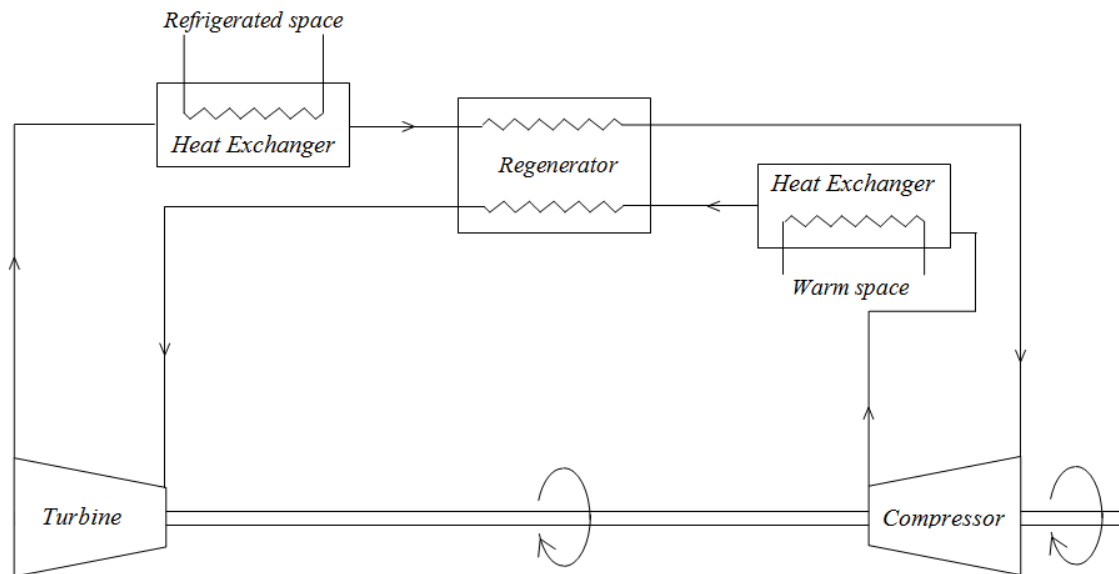 Refrigerated space
Heat Exchanger
Regenerator
Heat Exchanger
Warm space
Turbine
Compressor